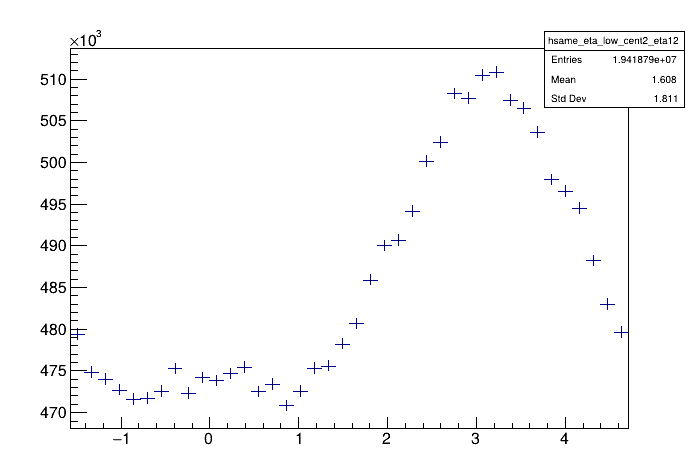 ×10³
hsame_eta_low_cent2_eta12
Entries 1.941879e+07
Mean 1.608
Std Dev 1.811
510
505
500
495
490
485
480
475
470
−1 0 1 2 3 4